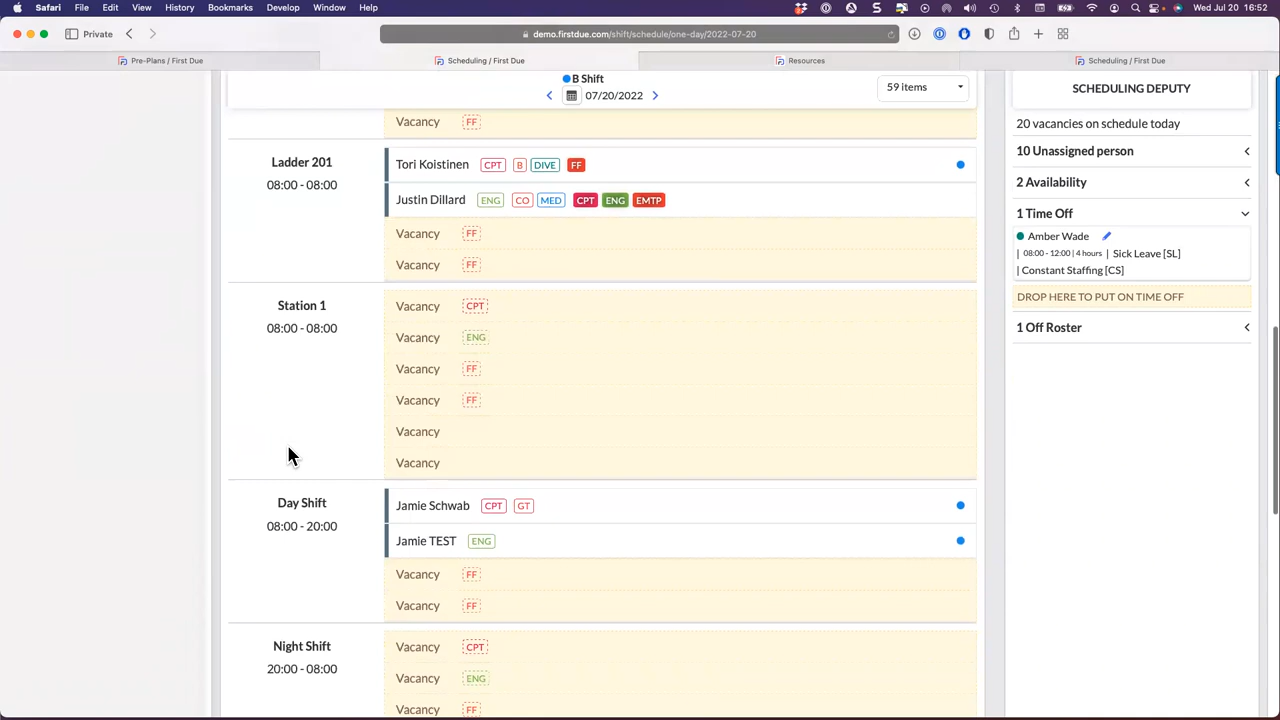 Safari File Edit View History Bookmarks Develop Window Help Wed Jul 20 16:52
Private demo.firstdue.com/shift/schedule/one-day/2022-07-20
Pre-Plans / First Due Scheduling / First Due Resources Scheduling / First Due
B Shift
07/20/2022
59 items
Vacancy FF
Ladder 201
08:00 - 08:00
Tori Koistinen CPT B DIVE FF
Justin Dillard ENG CO MED CPT ENG EMTP
Vacancy FF
Vacancy FF
Station 1
08:00 - 08:00
Vacancy CPT
Vacancy ENG
Vacancy FF
Vacancy FF
Vacancy
Vacancy
Day Shift
08:00 - 20:00
Jamie Schwab CPT GT
Jamie TEST ENG
Vacancy FF
Vacancy FF
Night Shift
20:00 - 08:00
Vacancy CPT
Vacancy ENG
Vacancy FF
SCHEDULING DEPUTY
20 vacancies on schedule today
10 Unassigned person
2 Availability
1 Time Off
Amber Wade
| 08:00 - 12:00 | 4 hours | Sick Leave [SL]
| Constant Staffing [CS]
DROP HERE TO PUT ON TIME OFF
1 Off Roster